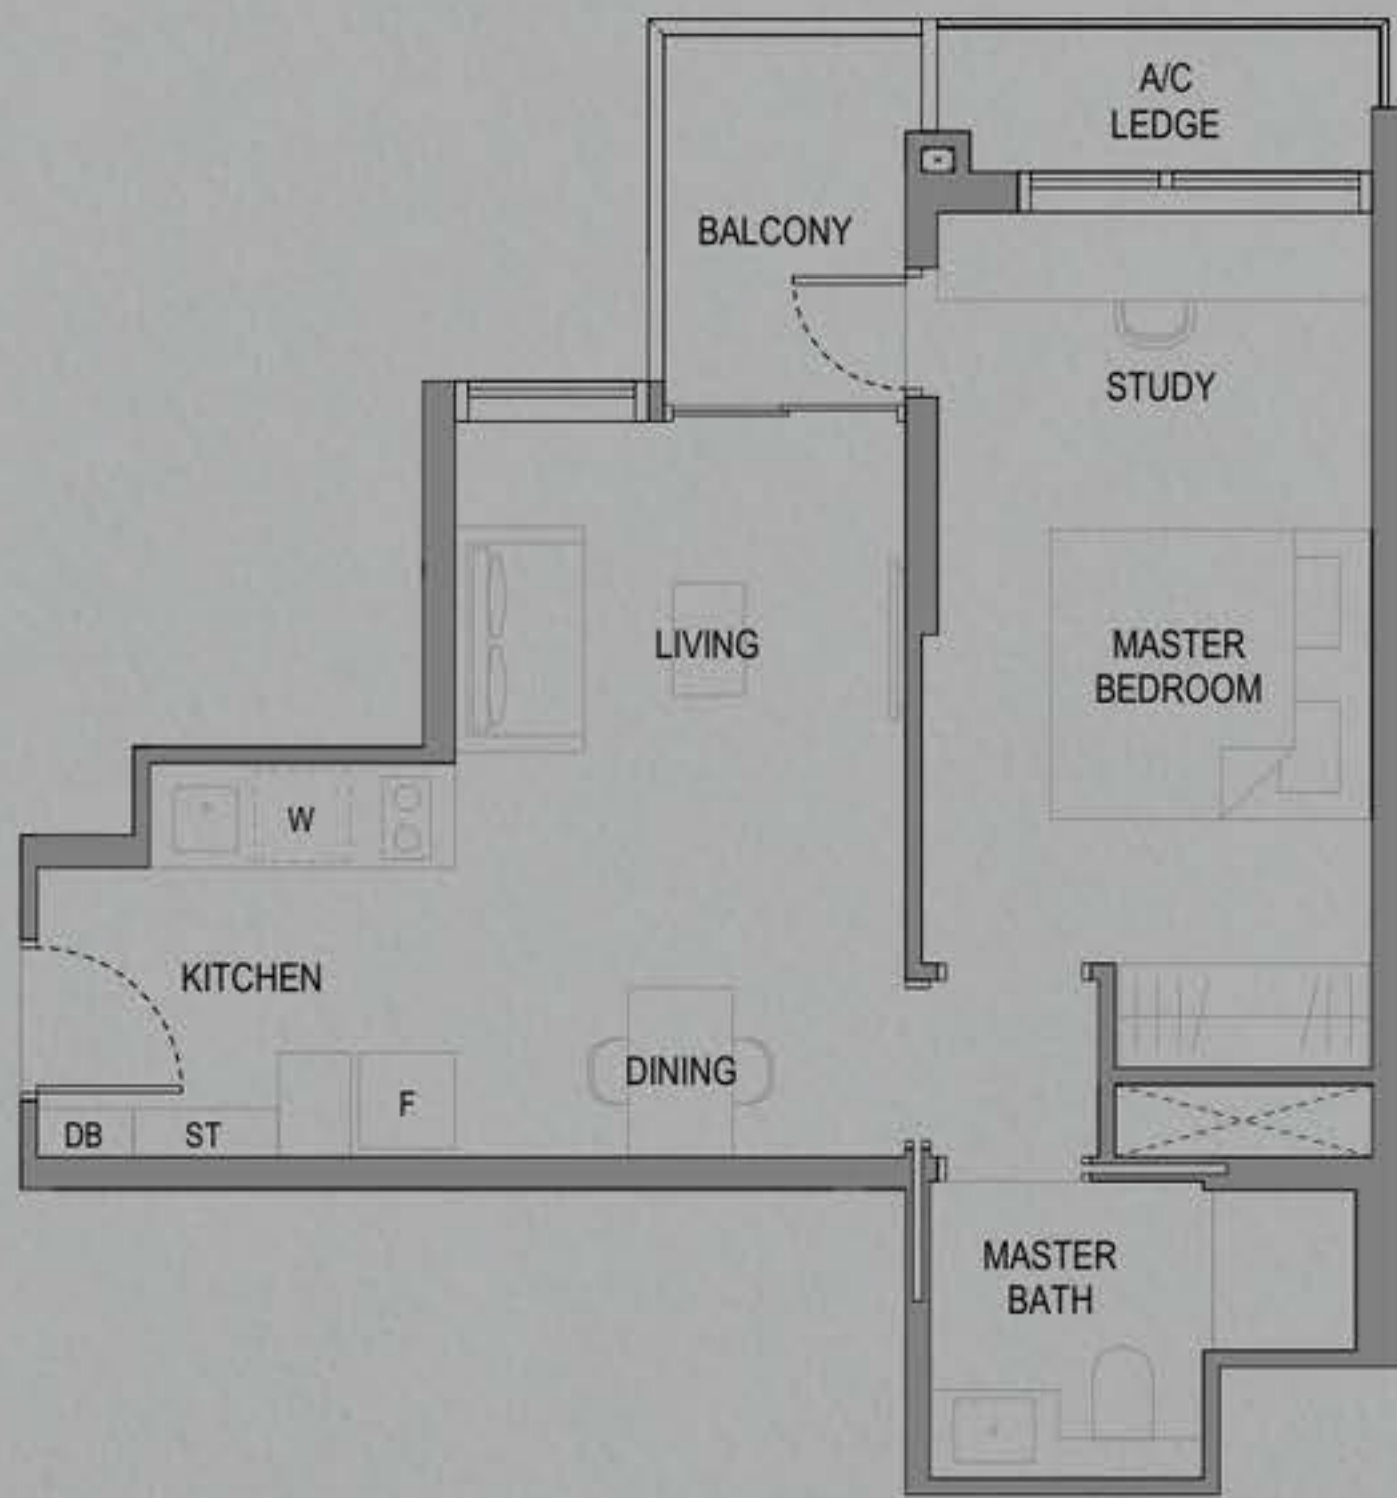 A/C
LEDGE
BALCONY
STUDY
LIVING
MASTER
BEDROOM
W
KITCHEN
DINING
F
DB
ST
MASTER
BATH